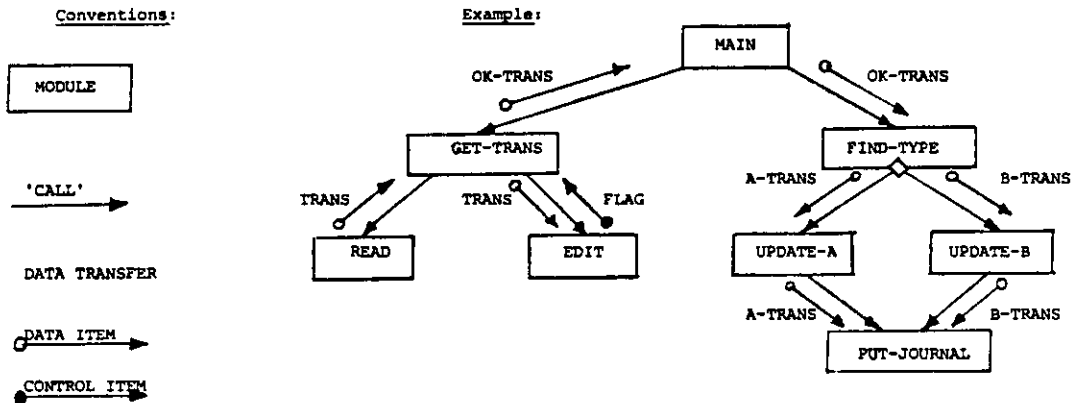 Conventions:
Example:
MODULE
'CALL'
DATA TRANSFER
DATA ITEM
CONTROL ITEM
MAIN
OK-TRANS
OK-TRANS
GET-TRANS
FIND-TYPE
TRANS
TRANS
FLAG
A-TRANS
B-TRANS
READ
EDIT
UPDATE-A
UPDATE-B
A-TRANS
B-TRANS
PUT-JOURNAL